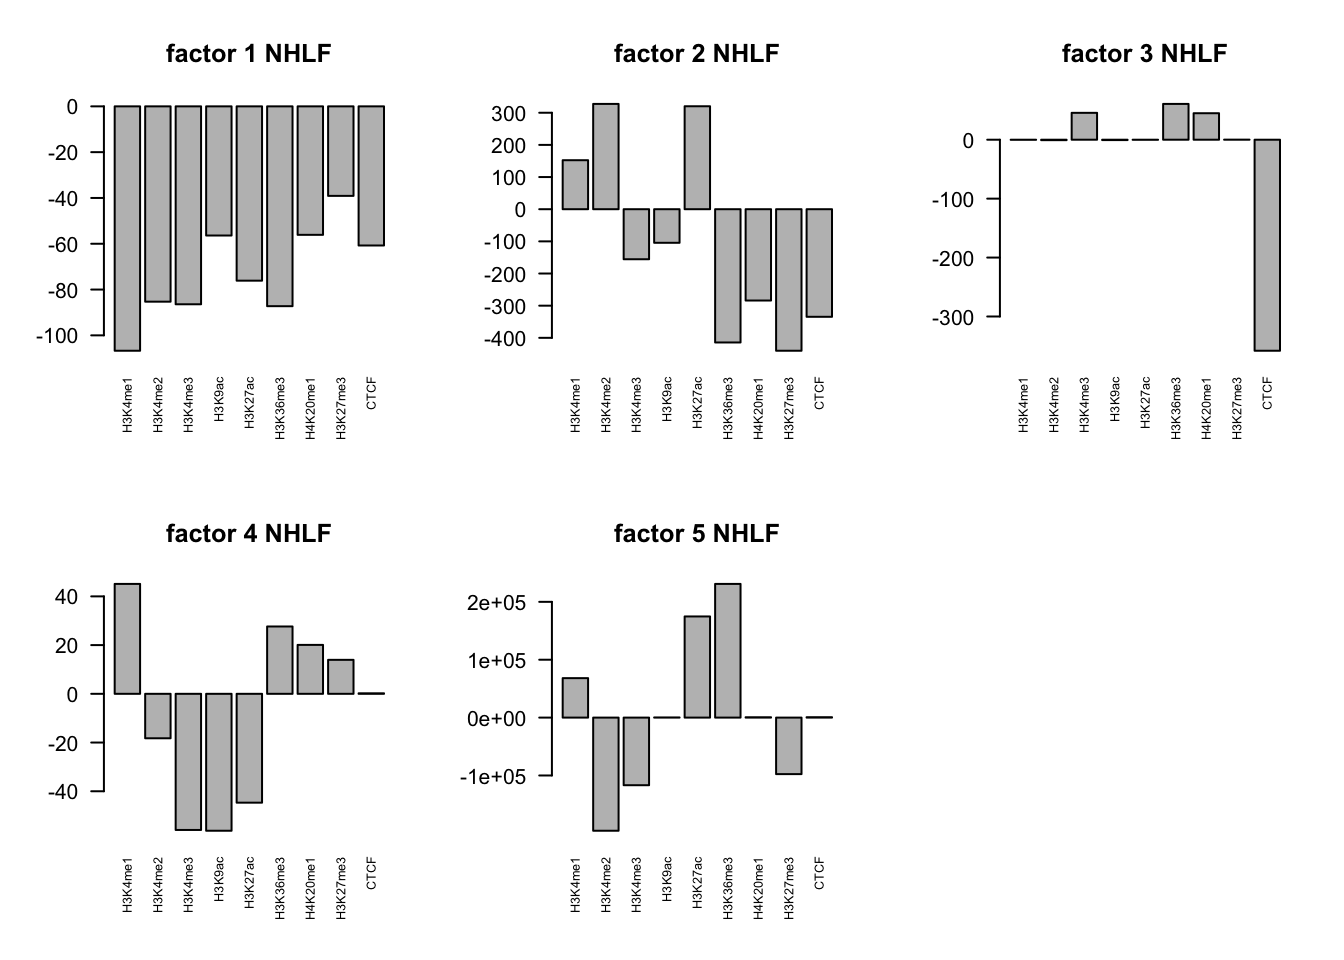 factor 1 NHLF
0
-20
-40
-60
-80
-100
H3K4me1
H3K4me2
H3K4me3
H3K9ac
H3K27ac
H3K36me3
H4K20me1
H3K27me3
CTCF
factor 2 NHLF
300
200
100
0
-100
-200
-300
-400
H3K4me1
H3K4me2
H3K4me3
H3K9ac
H3K27ac
H3K36me3
H4K20me1
H3K27me3
CTCF
factor 3 NHLF
0
-100
-200
-300
H3K4me1
H3K4me2
H3K4me3
H3K9ac
H3K27ac
H3K36me3
H4K20me1
H3K27me3
CTCF
factor 4 NHLF
40
20
0
-20
-40
H3K4me1
H3K4me2
H3K4me3
H3K9ac
H3K27ac
H3K36me3
H4K20me1
H3K27me3
CTCF
factor 5 NHLF
2e+05
1e+05
0e+00
-1e+05
H3K4me1
H3K4me2
H3K4me3
H3K9ac
H3K27ac
H3K36me3
H4K20me1
H3K27me3
CTCF